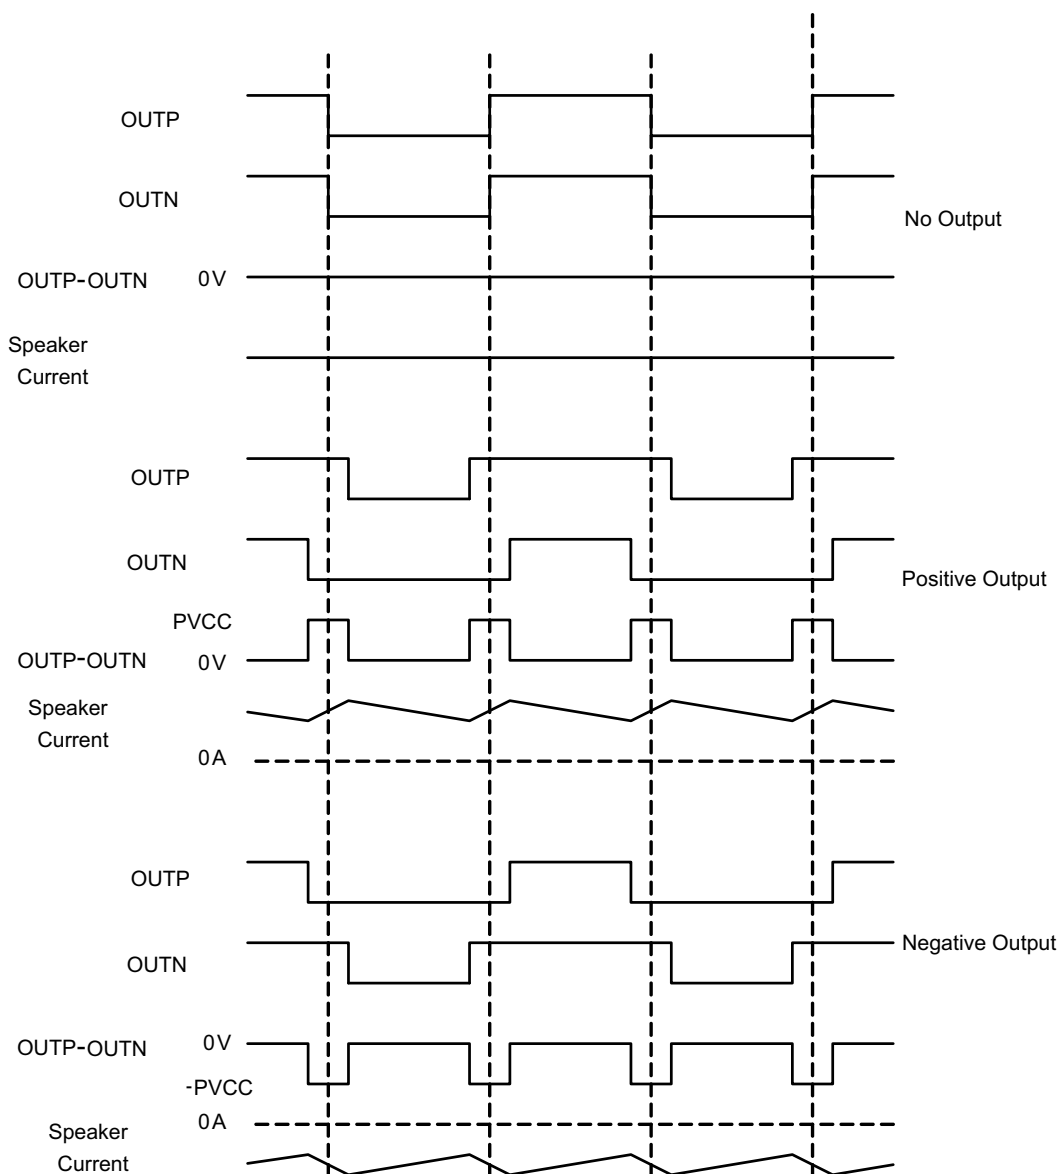 OUTP
OUTN
No Output
OUTP-OUTN 0V
Speaker
Current
OUTP
OUTN
Positive Output
PVCC
OUTP-OUTN 0V
Speaker
Current
0A
OUTP
Negative Output
OUTN
OUTP-OUTN 0V
-PVCC
0A
Speaker
Current